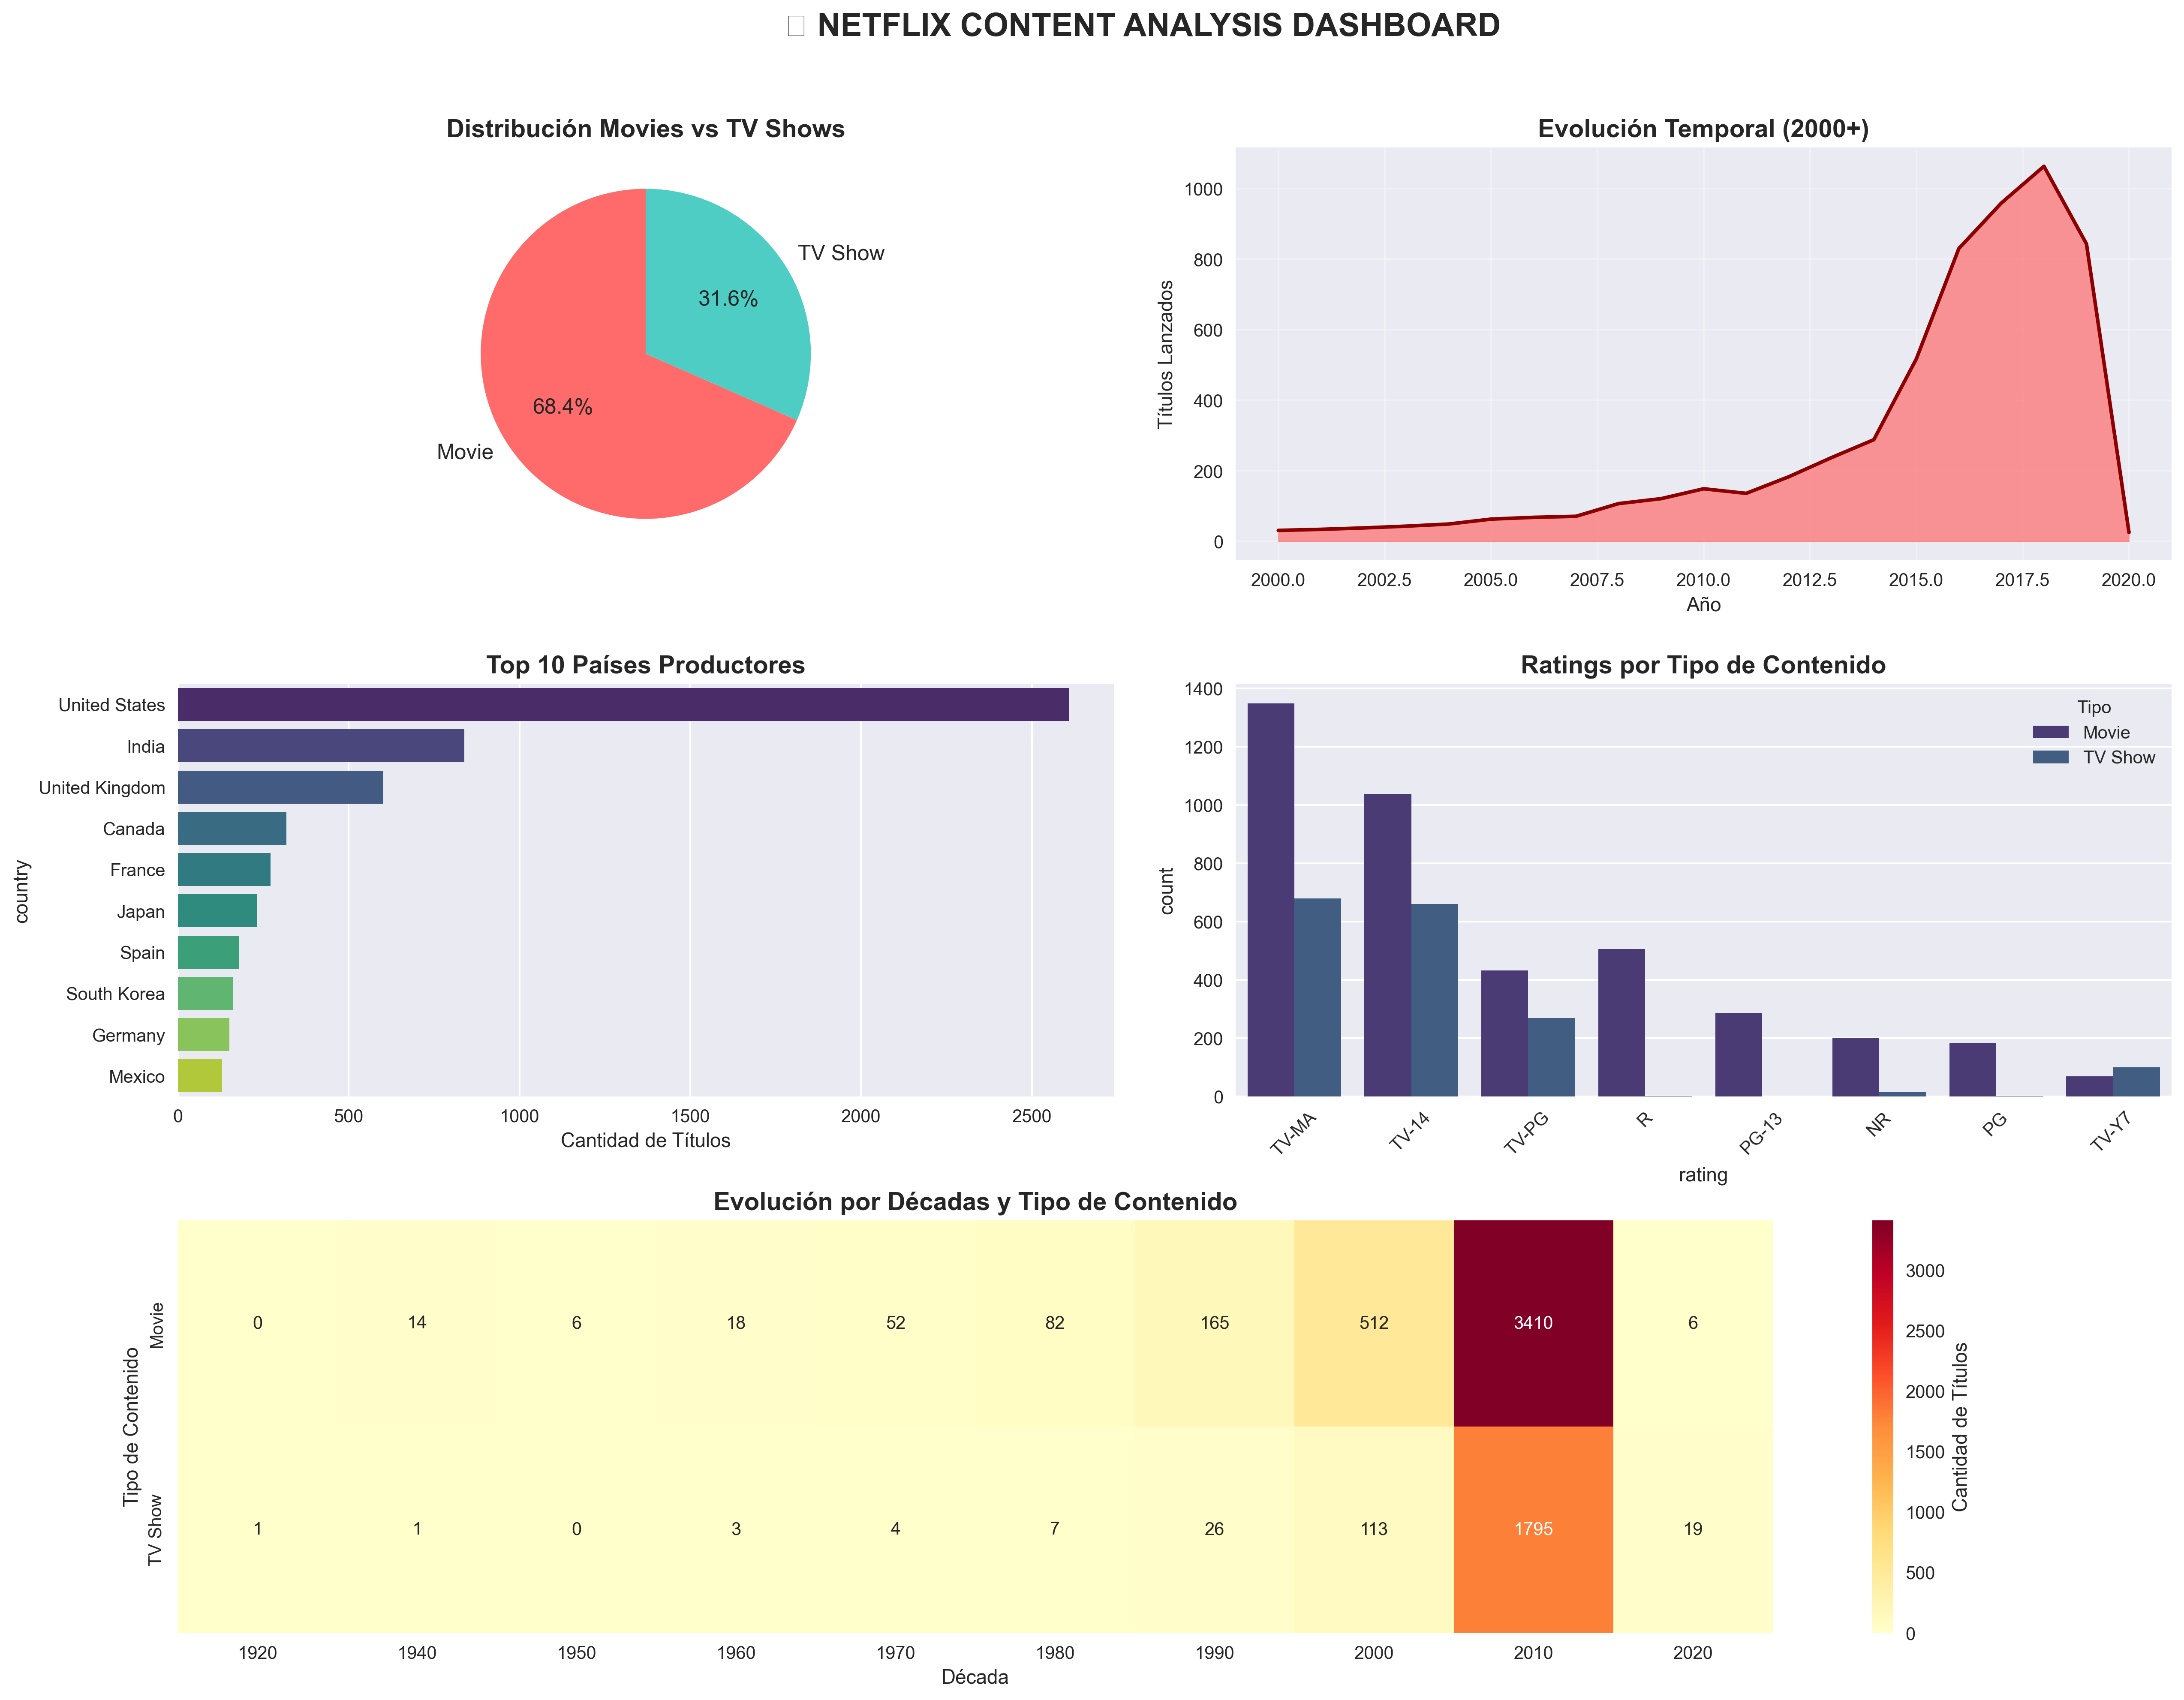 NETFLIX CONTENT ANALYSIS DASHBOARD
Distribución Movies vs TV Shows
TV Show
31.6%
68.4%
Movie
Evolución Temporal (2000+)
Títulos Lanzados
1000
800
600
400
200
0
2000.0 2002.5 2005.0 2007.5 2010.0 2012.5 2015.0 2017.5 2020.0
Año
Top 10 Países Productores
country
United States
India
United Kingdom
Canada
France
Japan
Spain
South Korea
Germany
Mexico
0 500 1000 1500 2000 2500
Cantidad de Títulos
Ratings por Tipo de Contenido
count
1400
1200
1000
800
600
400
200
0
Tipo
Movie
TV Show
TV-MA TV-14 TV-PG R PG-13 NR PG TV-Y7
rating
Evolución por Décadas y Tipo de Contenido
Tipo de Contenido
Movie
0 14 6 18 52 82 165 512 3410 6
TV Show
1 1 0 3 4 7 26 113 1795 19
1920 1940 1950 1960 1970 1980 1990 2000 2010 2020
Década
3000
2500
2000
1500
1000
500
0
Cantidad de Títulos